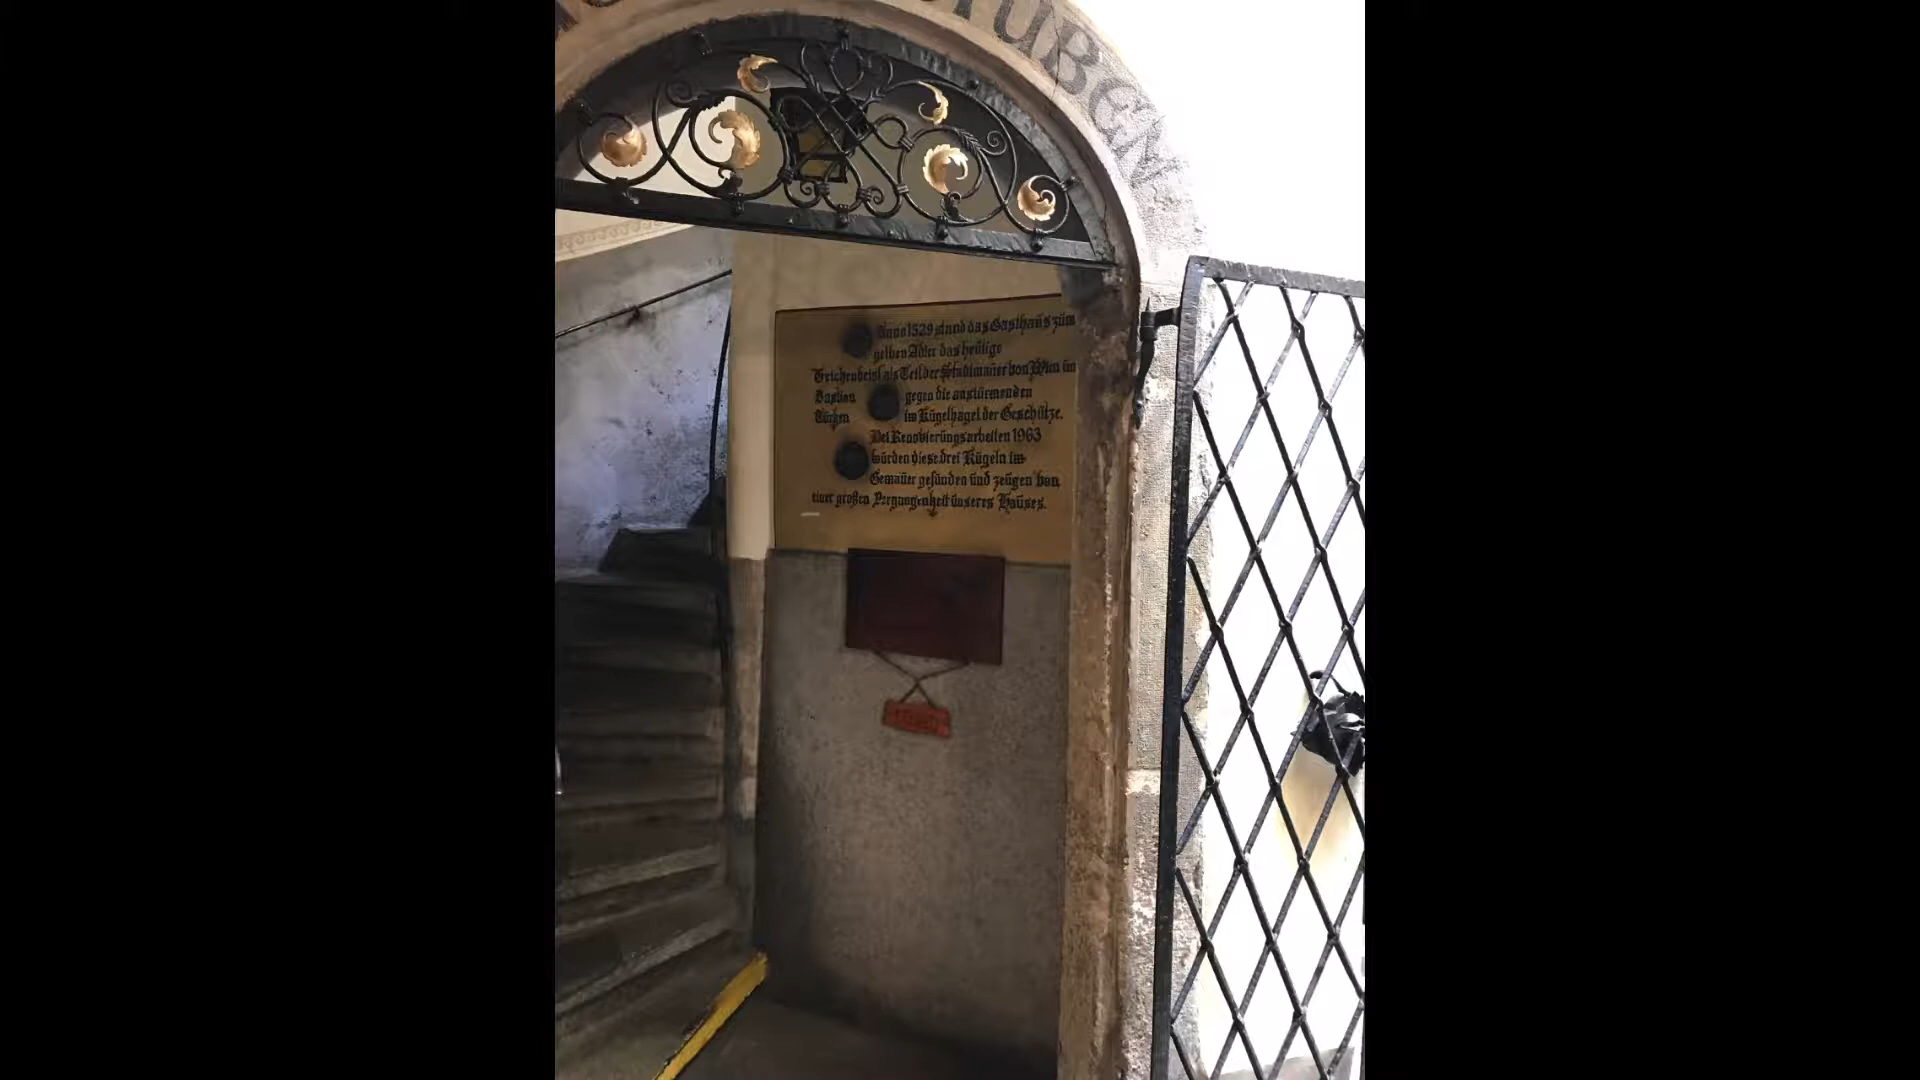 STUBEN
Anno 1529 stand das Gasthaus zum
gelben Adler das heutige
Griechenbeisl als Teil der Stadtmauer von Wien im
Bastion gegen die anstürmenden
Türken im Kugelhagel der Geschütze.
Bei Renovierungsarbeiten 1963
wurden diese drei Kugeln im
Gemäuer gefunden und zeugen von
einer großen Vergangenheit unseres Hauses.